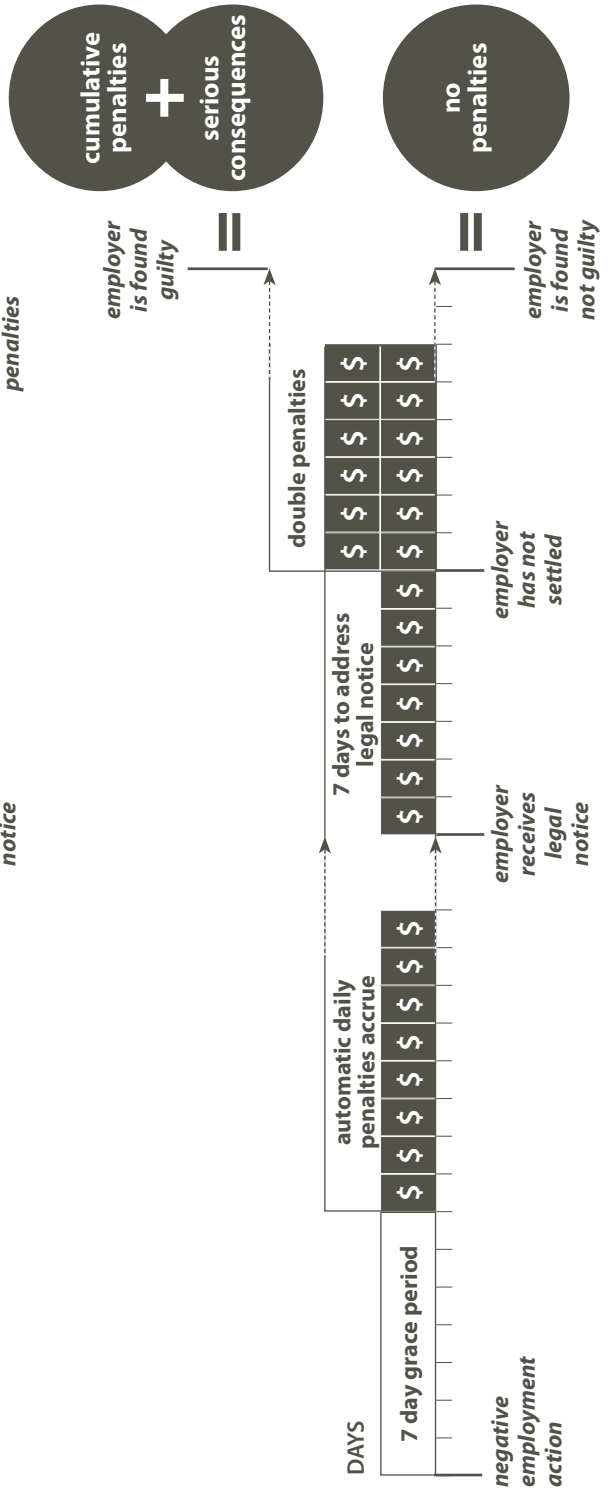 notice
penalties
DAYS
7 day grace period
negative
employment
action
automatic daily
penalties accrue
$ $ $ $ $ $ $ $
employer
receives
legal
notice
7 days to address
legal notice
$ $ $ $ $ $ $
employer
has not
settled
double penalties
$ $ $ $ $ $
$ $ $ $ $ $
employer
is found
guilty
=
cumulative
penalties
+
serious
consequences
employer
is found
not guilty
=
no
penalties